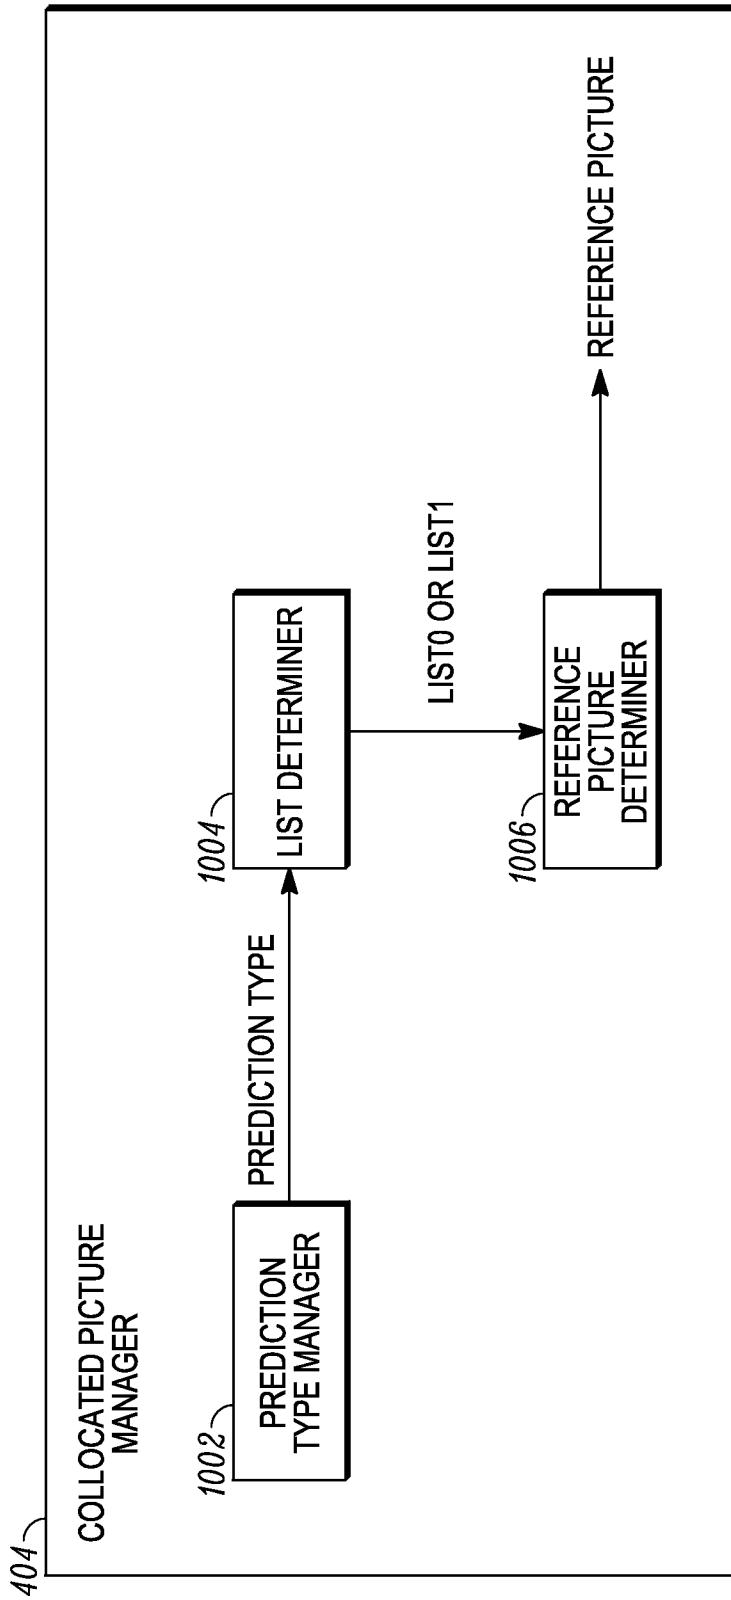 404
COLLOCATED PICTURE
MANAGER
1002
PREDICTION
TYPE MANAGER
PREDICTION TYPE
1004
LIST DETERMINER
LIST0 OR LIST1
1006
REFERENCE
PICTURE
DETERMINER
REFERENCE PICTURE